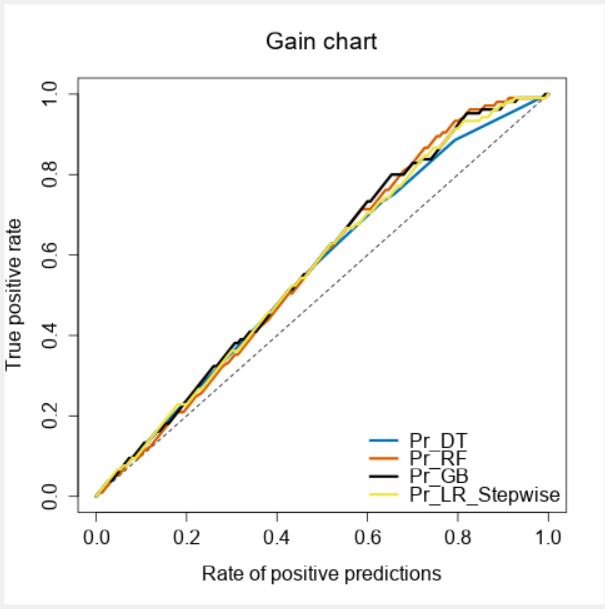 Gain chart
True positive rate
1.0
0.8
0.6
0.4
0.2
0.0
Pr_DT
Pr_RF
Pr_GB
Pr_LR_Stepwise
0.0 0.2 0.4 0.6 0.8 1.0
Rate of positive predictions